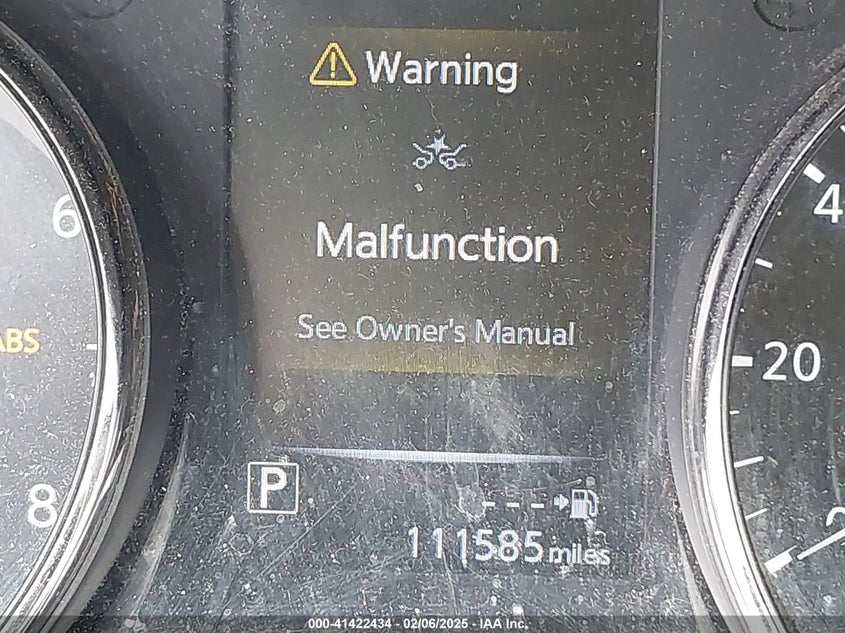 Warning
Malfunction
See Owner's Manual
6
ABS
8
4
20
P
---
111585 miles
000-41422434 - 02/06/2025 - IAA Inc.